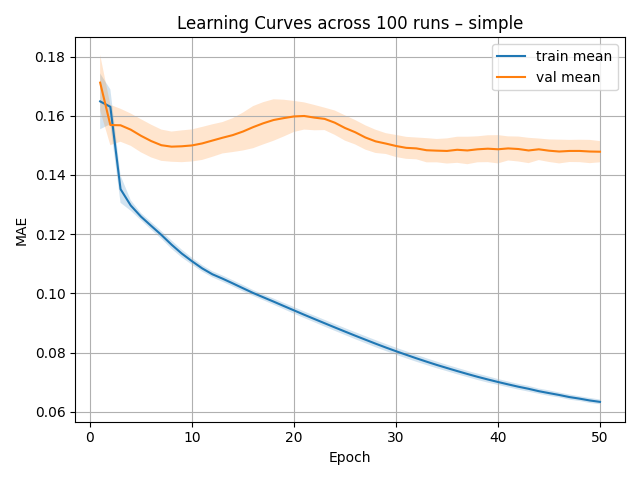 Learning Curves across 100 runs – simple
train mean
val mean
MAE
0.18
0.16
0.14
0.12
0.10
0.08
0.06
0 10 20 30 40 50
Epoch